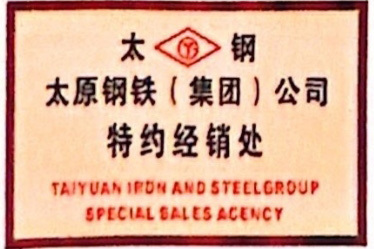 太 钢
太原钢铁（集团）公司
特约经销处
TAIYUAN IRON AND STEELGROUP
SPECIAL SALES AGENCY